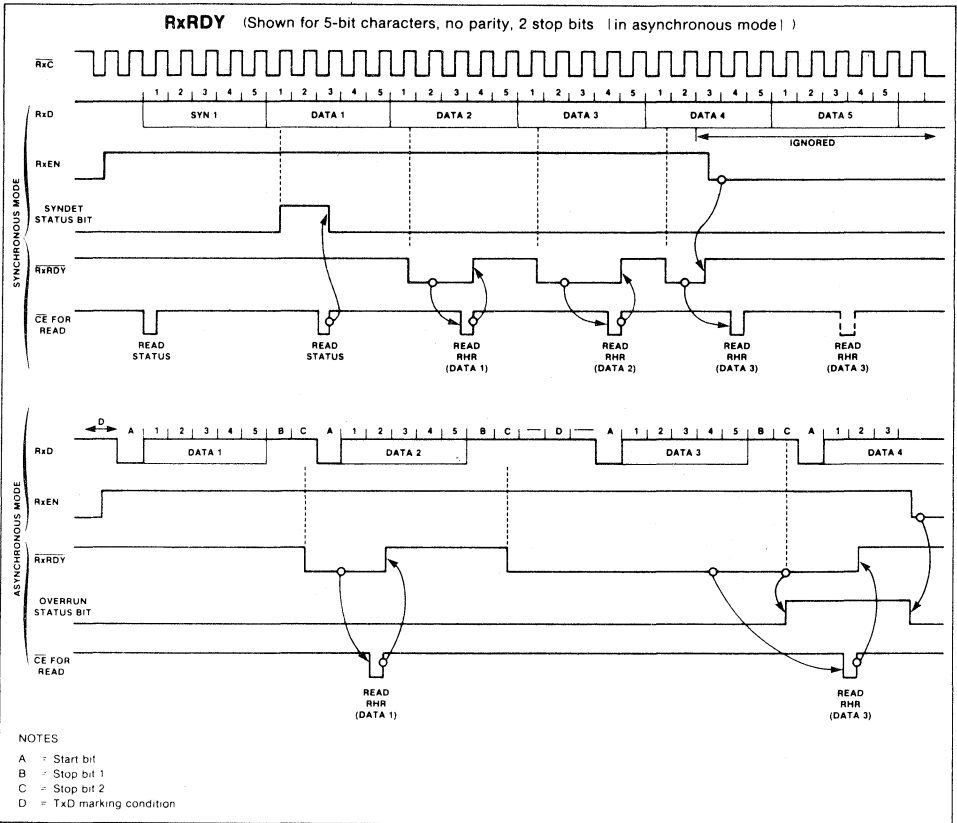 RxRDY (Shown for 5-bit characters, no parity, 2 stop bits [in asynchronous mode] )
RxC
1 2 3 4 5 1 2 3 4 5 1 2 3 4 5 1 2 3 4 5 1 2 3 4 5 1 2 3 4 5
RxD SYN 1 DATA 1 DATA 2 DATA 3 DATA 4 DATA 5
IGNORED
RxEN
SYNCHRONOUS MODE
SYNDET
STATUS BIT
RxRDY
CE FOR
READ
READ
STATUS
READ
STATUS
READ
RHR
(DATA 1)
READ
RHR
(DATA 2)
READ
RHR
(DATA 3)
READ
RHR
(DATA 3)
D A 1 2 3 4 5 B C A 1 2 3 4 5 B C D A 1 2 3 4 5 B C A 1 2 3
RxD DATA 1 DATA 2 DATA 3 DATA 4
RxEN
ASYNCHRONOUS MODE
RxRDY
OVERRUN
STATUS BIT
CE FOR
READ
READ
RHR
(DATA 1)
READ
RHR
(DATA 3)
NOTES
A = Start bit
B = Stop bit 1
C = Stop bit 2
D = TxD marking condition